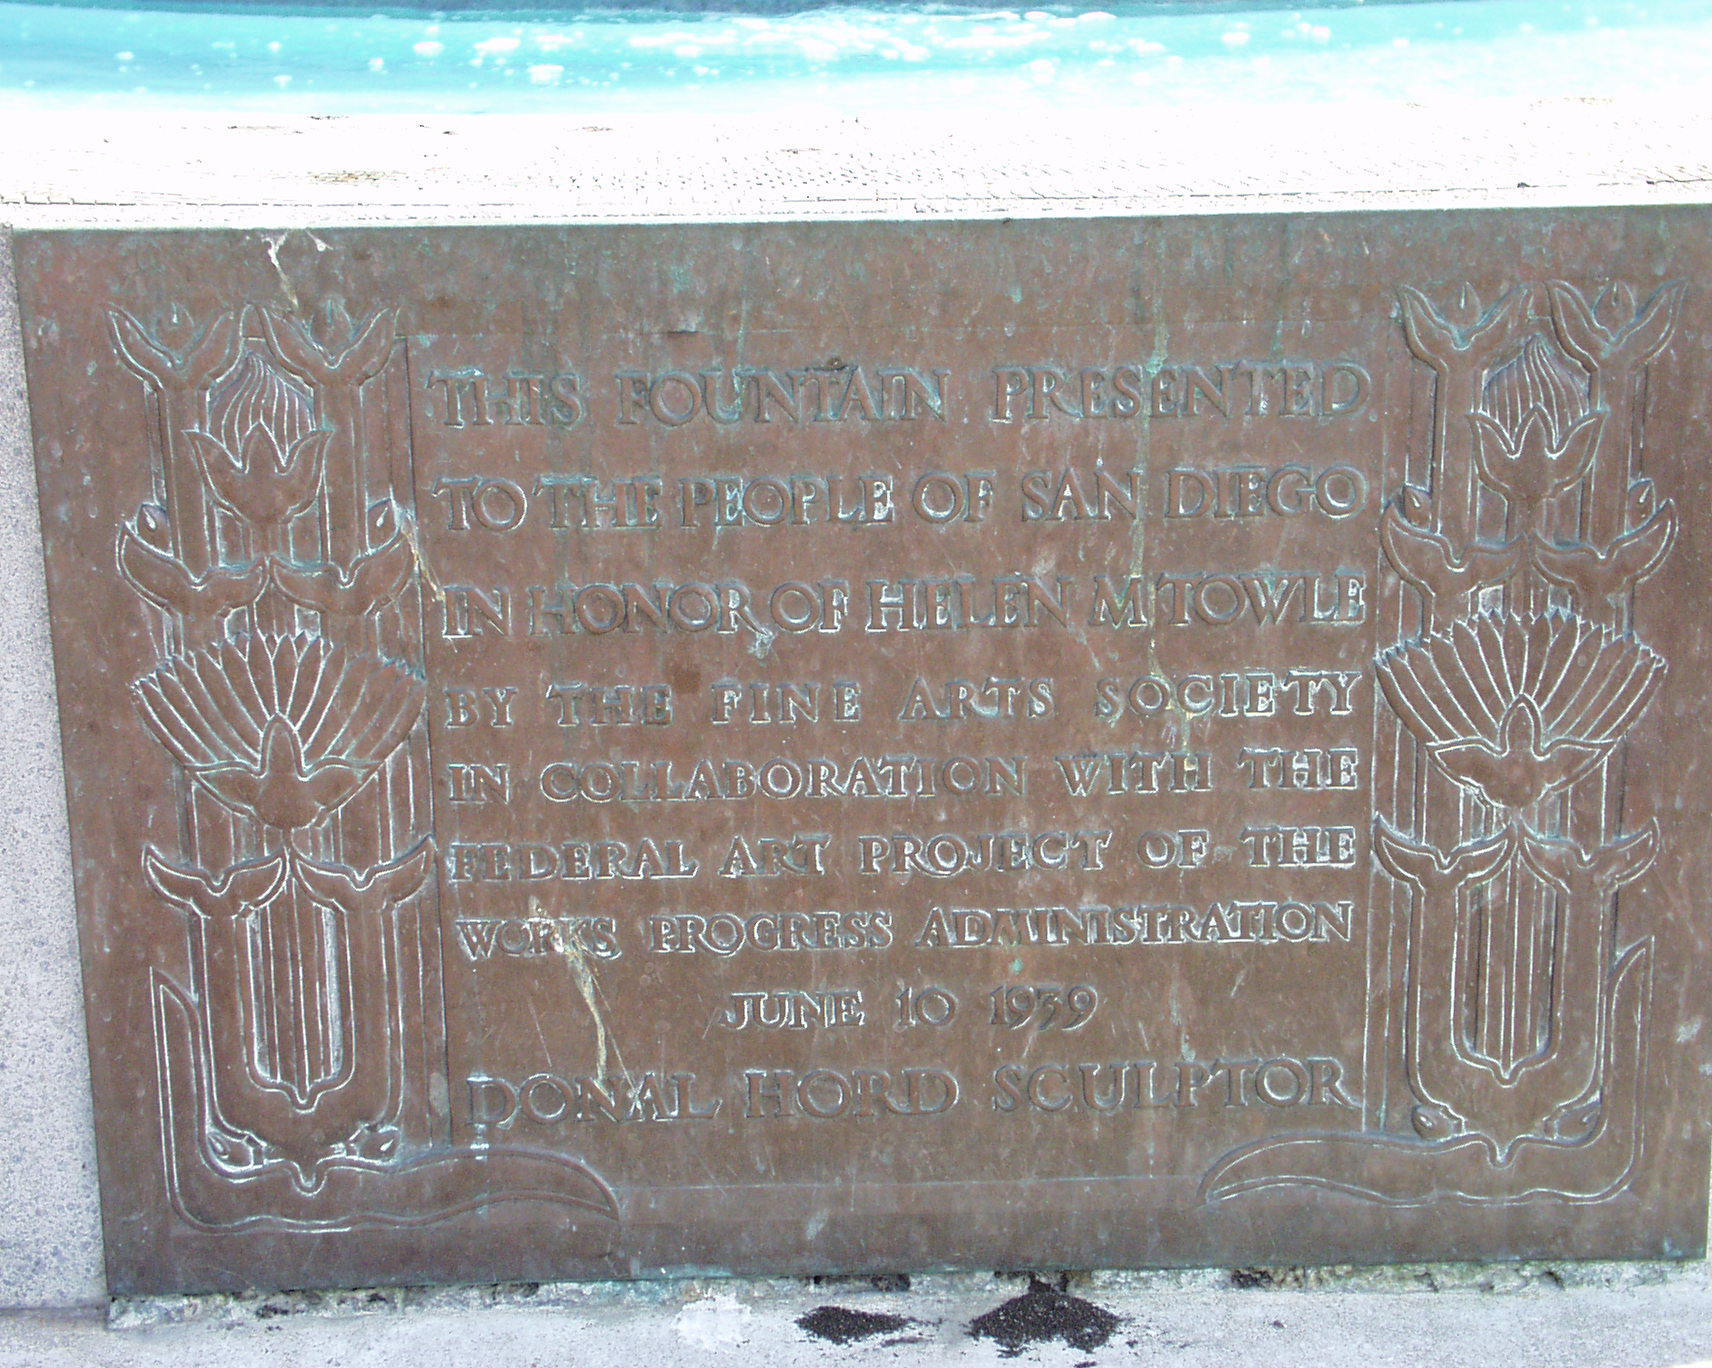 THIS FOUNTAIN PRESENTED
TO THE PEOPLE OF SAN DIEGO
IN HONOR OF HELEN M TOWLE
BY THE FINE ARTS SOCIETY
IN COLLABORATION WITH THE
FEDERAL ART PROJECT OF THE
WORKS PROGRESS ADMINISTRATION
JUNE 10 1939
DONAL HORD SCULPTOR